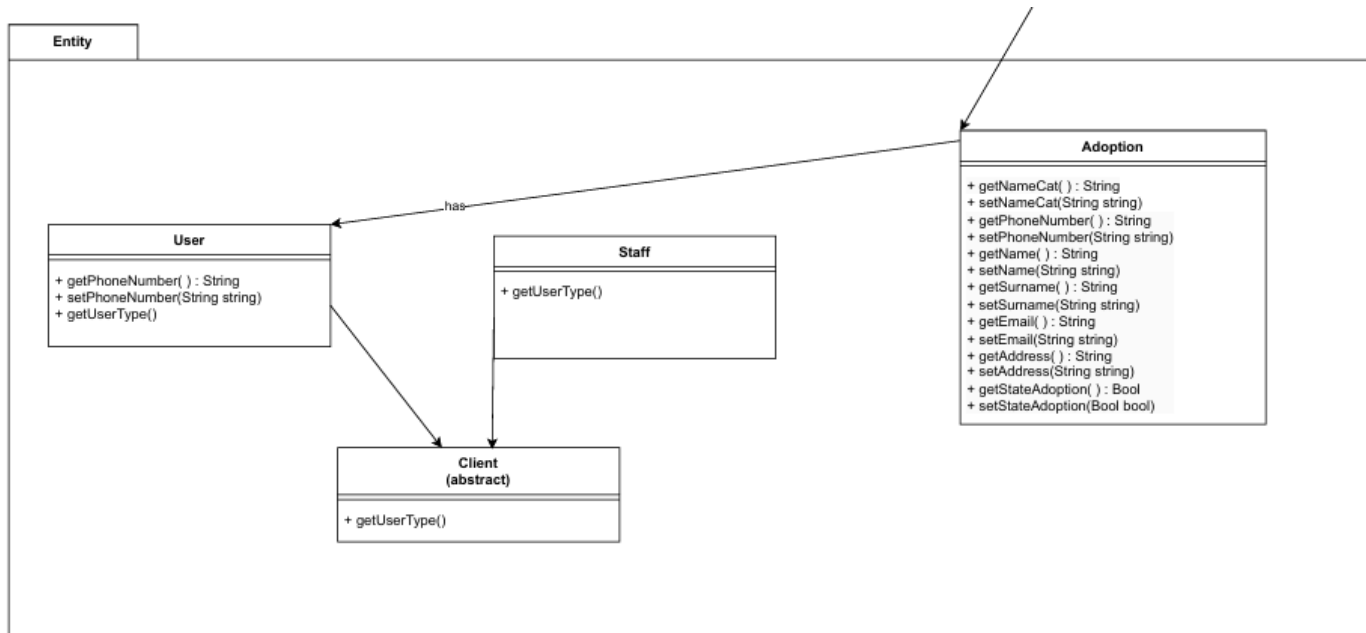 Entity
Adoption
+ getNameCat( ) : String
+ setNameCat(String string)
+ getPhoneNumber( ) : String
+ setPhoneNumber(String string)
+ getName( ) : String
+ setName(String string)
+ getSurname( ) : String
+ setSurname(String string)
+ getEmail( ) : String
+ setEmail(String string)
+ getAddress( ) : String
+ setAddress(String string)
+ getStateAdoption( ) : Bool
+ setStateAdoption(Bool bool)
has
User
+ getPhoneNumber( ) : String
+ setPhoneNumber(String string)
+ getUserType()
Staff
+ getUserType()
Client
(abstract)
+ getUserType()